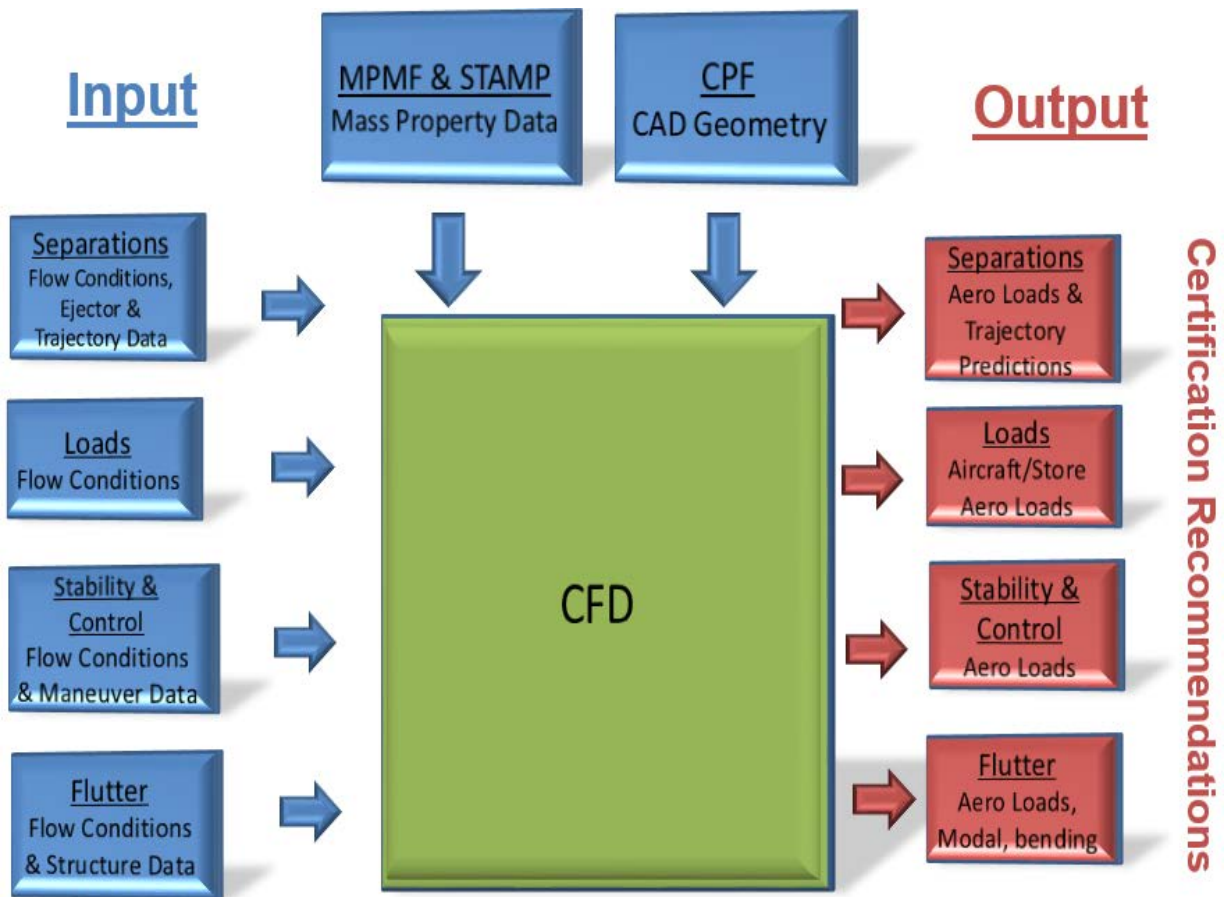 Input
MPMF & STAMP
Mass Property Data
CPF
CAD Geometry
Output
Separations
Flow Conditions,
Ejector &
Trajectory Data
Loads
Flow Conditions
Stability &
Control
Flow Conditions
& Maneuver Data
Flutter
Flow Conditions
& Structure Data
CFD
Separations
Aero Loads &
Trajectory
Predictions
Loads
Aircraft/Store
Aero Loads
Stability &
Control
Aero Loads
Flutter
Aero Loads,
Modal, bending
Certification Recommendations